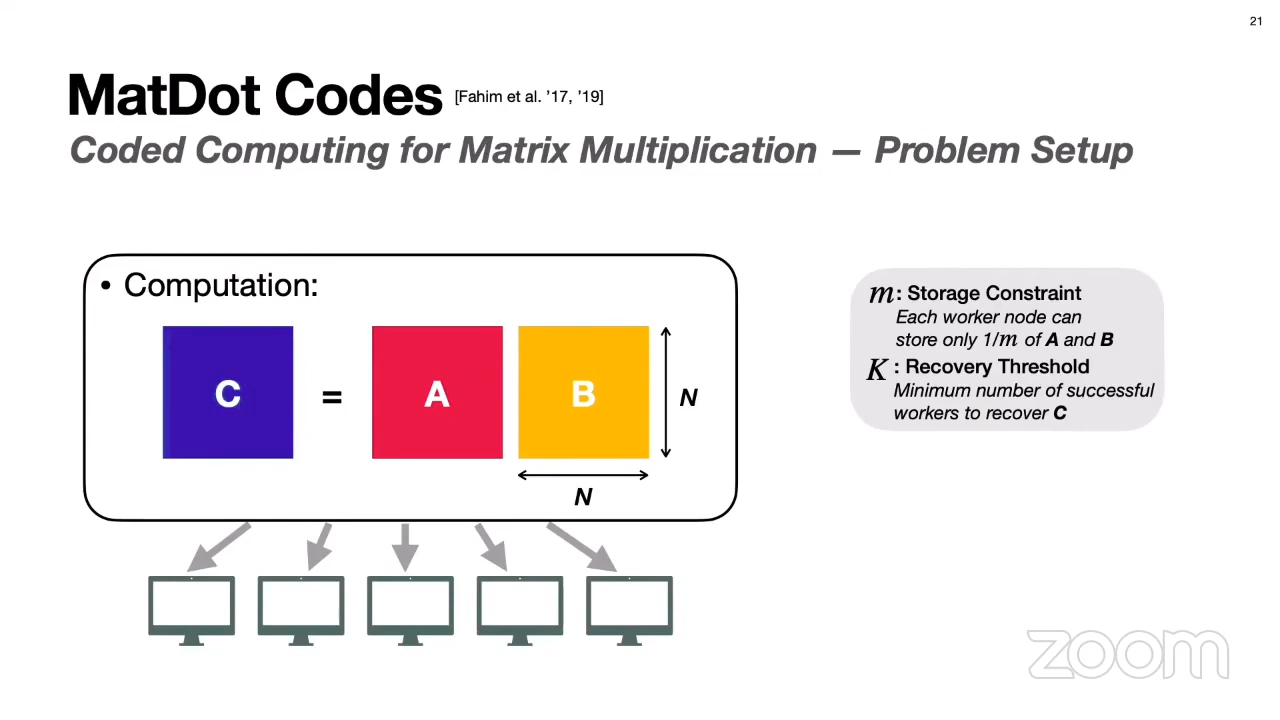 21
MatDot Codes [Fahim et al. ’17, ’19]
Coded Computing for Matrix Multiplication — Problem Setup
• Computation:
C = A B
N
N
m: Storage Constraint
Each worker node can
store only 1/m of A and B
K: Recovery Threshold
Minimum number of successful
workers to recover C
zoom